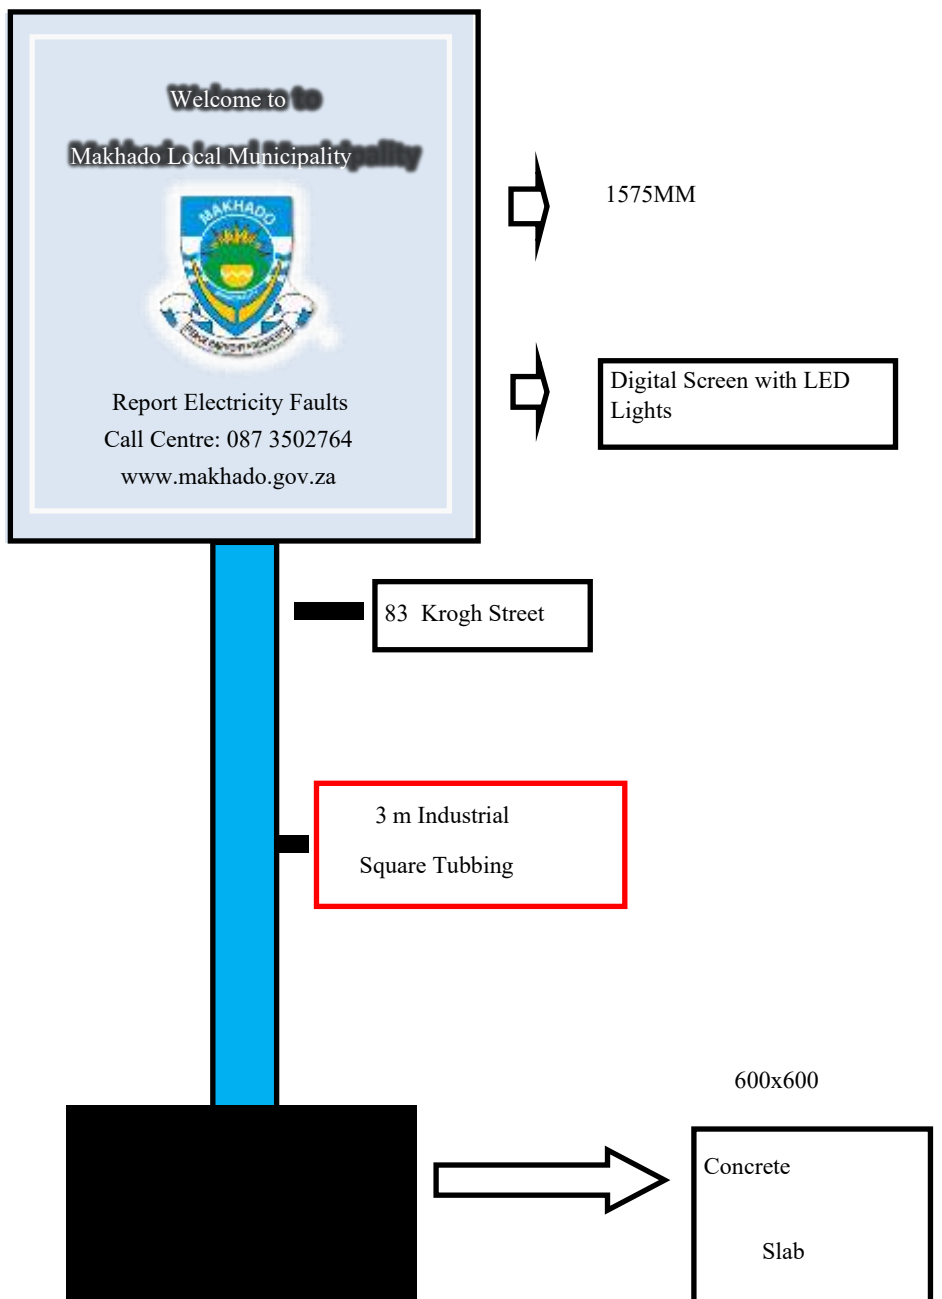 Welcome to
Makhado Local Municipality
MAKHADO
Report Electricity Faults
Call Centre: 087 3502764
www.makhado.gov.za
1575MM
Digital Screen with LED
Lights
83 Krogh Street
3 m Industrial
Square Tubbing
600x600
Concrete
Slab